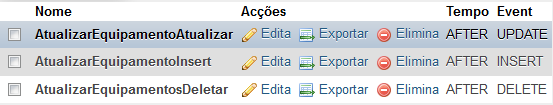 Nome Acções Tempo Event
AtualizarEquipamentoAtualizar Edita Exportar Elimina AFTER UPDATE
AtualizarEquipamentoInsert Edita Exportar Elimina AFTER INSERT
AtualizarEquipamentosDeletar Edita Exportar Elimina AFTER DELETE